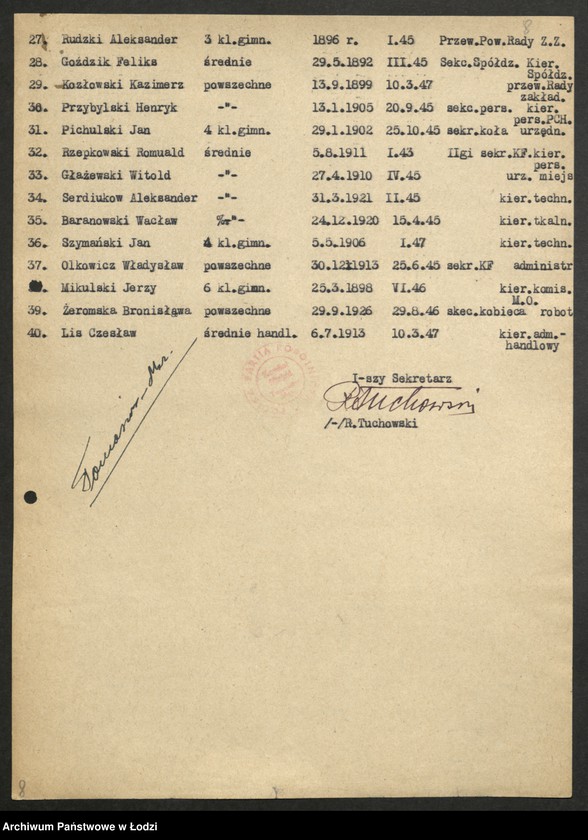 8
27. Rudzki Aleksander 3 kl.gimn. 1896 r. I.45 Przew.Pow.Rady Z.Z.
28. Goździk Feliks średnie 29.5.1892 III.45 Sekc.Spółdz. Kier.
Spółdz.
29. Kozłowski Kazimerz powszechne 13.9.1899 10.3.47 przew.Rady
zakład.
30. Przybylski Henryk -"- 13.1.1905 20.9.45 sekc.pers. kier.
pers.PCH.
31. Pichulski Jan 4 kl.gimn. 29.1.1902 25.10.45 sekr.koła urzędn.
32. Rzepkowski Romuald średnie 5.8.1911 I.43 IIgi sekr.KF.kier.
pers.
33. Głażewski Witold -"- 27.4.1910 IV.45 urz. miejs
34. Serdiukow Aleksander -"- 31.3.1921 II.45 kier.techn.
35. Baranowski Wacław -"- 24.12.1920 15.4.45 kier.tkaln.
36. Szymański Jan 4 kl.gimn. 5.5.1906 I.47 kier.techn.
37. Olkowicz Władysław powszechne 30.12.1913 25.6.45 sekr.KF administr
Mikulski Jerzy 6 kl.gimn. 25.3.1898 VI.46 kier.komis.
M.O.
39. Żeromska Bronisława powszechne 29.9.1926 29.8.46 skec.kobieca robot
40. Lis Czesław średnie handl. 6.7.1913 10.3.47 kier.adm.-
handlowy
I-szy Sekretarz
RTuchowski
/-/R.Tuchowski
Tomaszów-Maz.
8
Archiwum Państwowe w Łodzi